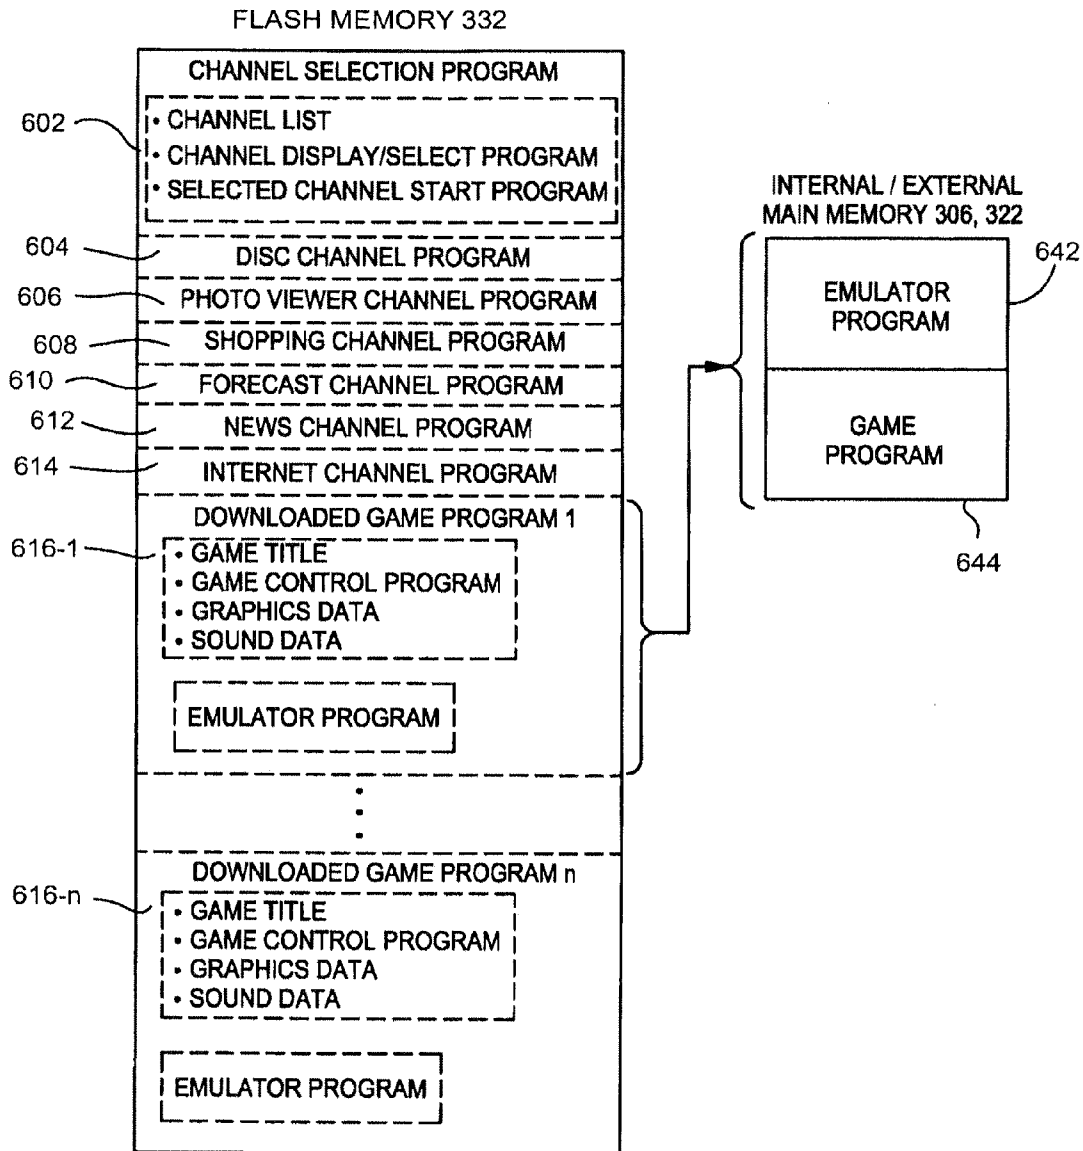 FLASH MEMORY 332
CHANNEL SELECTION PROGRAM
602
• CHANNEL LIST
• CHANNEL DISPLAY/SELECT PROGRAM
• SELECTED CHANNEL START PROGRAM
604
DISC CHANNEL PROGRAM
606
PHOTO VIEWER CHANNEL PROGRAM
608
SHOPPING CHANNEL PROGRAM
610
FORECAST CHANNEL PROGRAM
612
NEWS CHANNEL PROGRAM
614
INTERNET CHANNEL PROGRAM
DOWNLOADED GAME PROGRAM 1
616-1
• GAME TITLE
• GAME CONTROL PROGRAM
• GRAPHICS DATA
• SOUND DATA
EMULATOR PROGRAM
DOWNLOADED GAME PROGRAM n
616-n
• GAME TITLE
• GAME CONTROL PROGRAM
• GRAPHICS DATA
• SOUND DATA
EMULATOR PROGRAM
INTERNAL / EXTERNAL
MAIN MEMORY 306, 322
642
EMULATOR
PROGRAM
GAME
PROGRAM
644